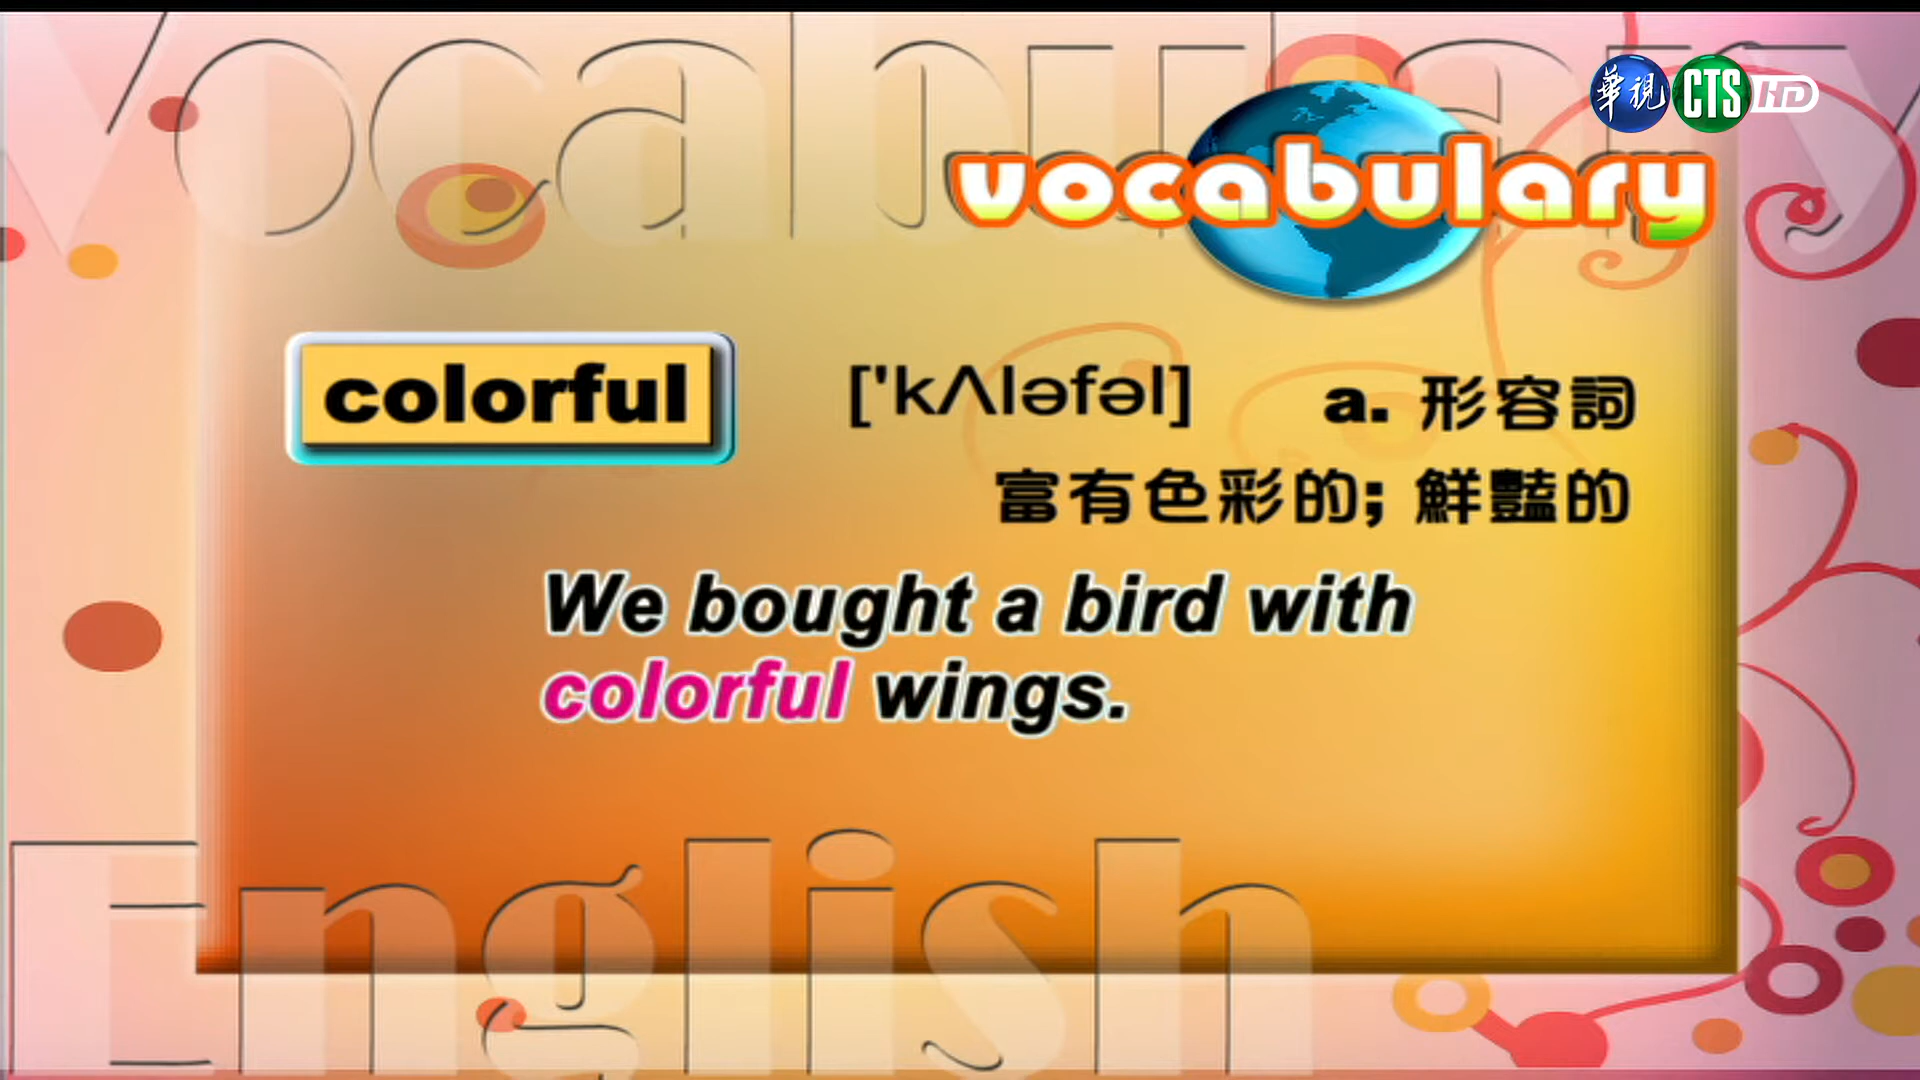 Vocabulary
華視 CTS HD
vocabulary
colorful ['kʌləfəl] a. 形容詞
富有色彩的; 鮮豔的
We bought a bird with
colorful wings.
English